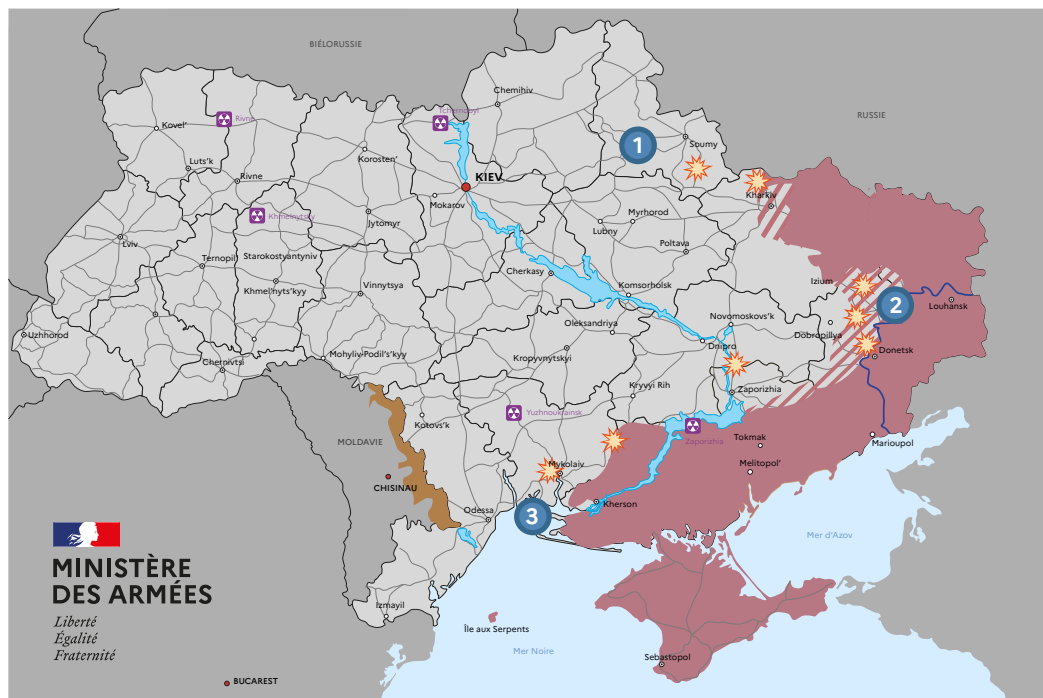 BIÉLORUSSIE
RUSSIE
Chemihiv
Tchernobyl
Rivne
Kovel'
1
Soumy
Korosten'
Luts'k
KIEV
Rivne
Kharkiv
Mokarov
Khmelnytsky
Myrhorod
Jytomyr
Lubny
Lviv
Poltava
Ternopil
Starokostyantyniv
Cherkasy
Izium
Vinnytsya
Khmel'nyts'kyy
Komsorholsk
2
Louhansk
Novomoskovs'k
Oleksandriya
Uzhhorod
Dobropillya
Dnipro
Donetsk
Mohyliv-Podil's'kyy
Kropyvnytskyi
Chernivtsi
Kryvyi Rih
Zaporizhia
Yuzhnoukrainsk
Kotovs'k
Zaporizhia
Tokmak
MOLDAVIE
Marioupol
Mykolaiv
Melitopol'
CHISINAU
Kherson
Odessa
3
Mer d'Azov
MINISTÈRE
DES ARMÉES
Liberté
Égalité
Fraternité
Izmayil
Île aux Serpents
Mer Noire
Sebastopol
BUCAREST